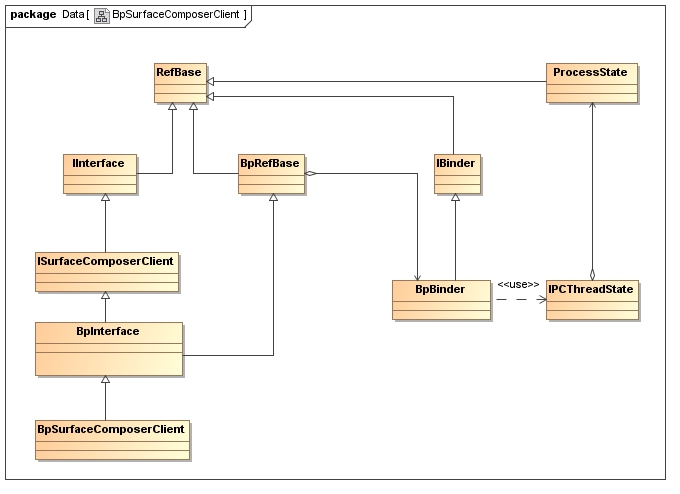 package Data[ BpSurfaceComposerClient ]
RefBase
ProcessState
IInterface
BpRefBase
IBinder
ISurfaceComposerClient
BpBinder
<<use>>
IPCThreadState
BpInterface
BpSurfaceComposerClient